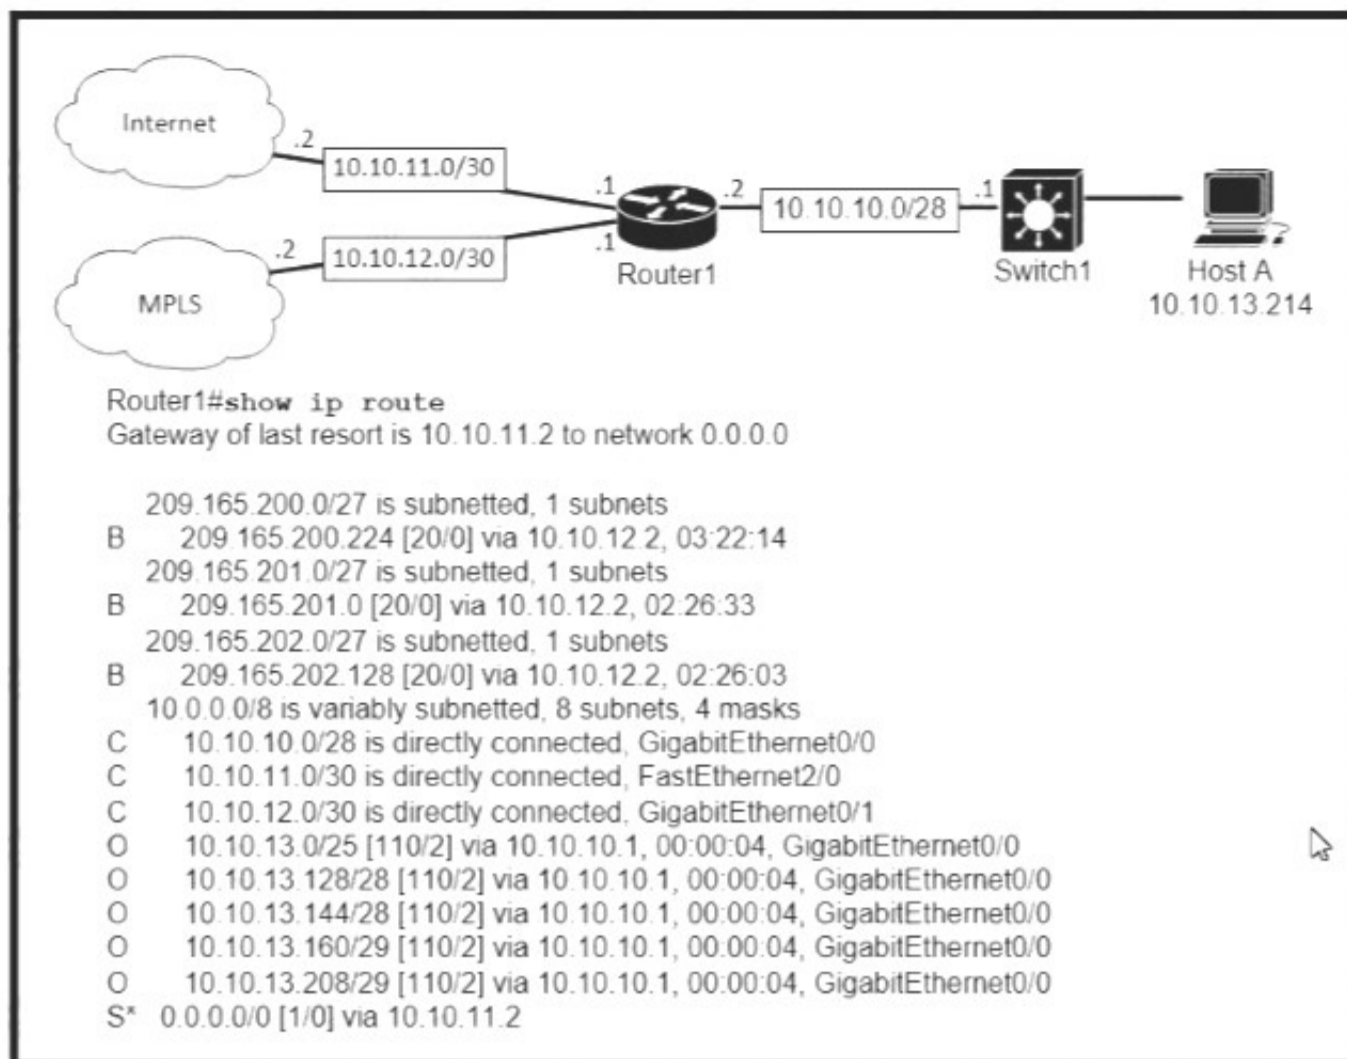 Internet
.2
10.10.11.0/30
.1
.2
10.10.10.0/28
.1
.2
10.10.12.0/30
.1
MPLS
Router1
Switch1
Host A
10.10.13.214
Router1#show ip route
Gateway of last resort is 10.10.11.2 to network 0.0.0.0
209.165.200.0/27 is subnetted, 1 subnets
B 209.165.200.224 [20/0] via 10.10.12.2, 03:22:14
209.165.201.0/27 is subnetted, 1 subnets
B 209.165.201.0 [20/0] via 10.10.12.2, 02:26:33
209.165.202.0/27 is subnetted, 1 subnets
B 209.165.202.128 [20/0] via 10.10.12.2, 02:26:03
10.0.0.0/8 is variably subnetted, 8 subnets, 4 masks
C 10.10.10.0/28 is directly connected, GigabitEthernet0/0
C 10.10.11.0/30 is directly connected, FastEthernet2/0
C 10.10.12.0/30 is directly connected, GigabitEthernet0/1
O 10.10.13.0/25 [110/2] via 10.10.10.1, 00:00:04, GigabitEthernet0/0
O 10.10.13.128/28 [110/2] via 10.10.10.1, 00:00:04, GigabitEthernet0/0
O 10.10.13.144/28 [110/2] via 10.10.10.1, 00:00:04, GigabitEthernet0/0
O 10.10.13.160/29 [110/2] via 10.10.10.1, 00:00:04, GigabitEthernet0/0
O 10.10.13.208/29 [110/2] via 10.10.10.1, 00:00:04, GigabitEthernet0/0
S* 0.0.0.0/0 [1/0] via 10.10.11.2